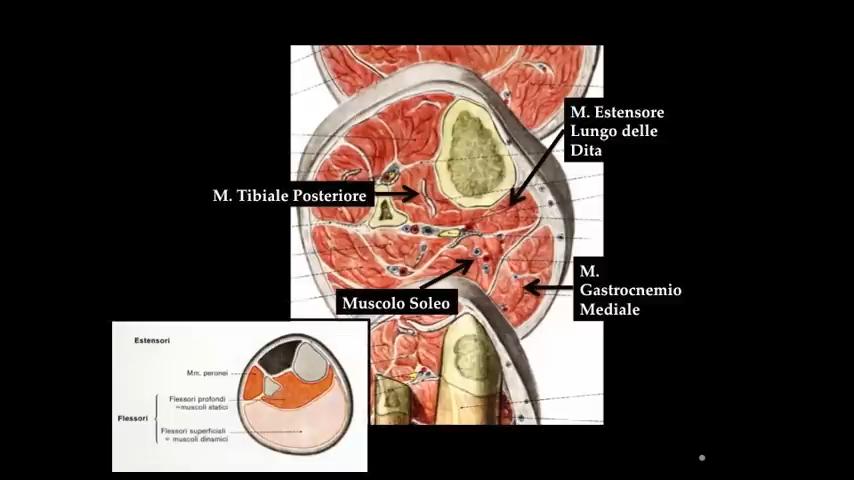 M. Estensore
Lungo delle
Dita
M. Tibiale Posteriore
M.
Gastrocnemio
Mediale
Muscolo Soleo
Estensori
Mm. peronei
Flessori profondi
=muscoli statici
Flessori
Flessori superficiali
= muscoli dinamici